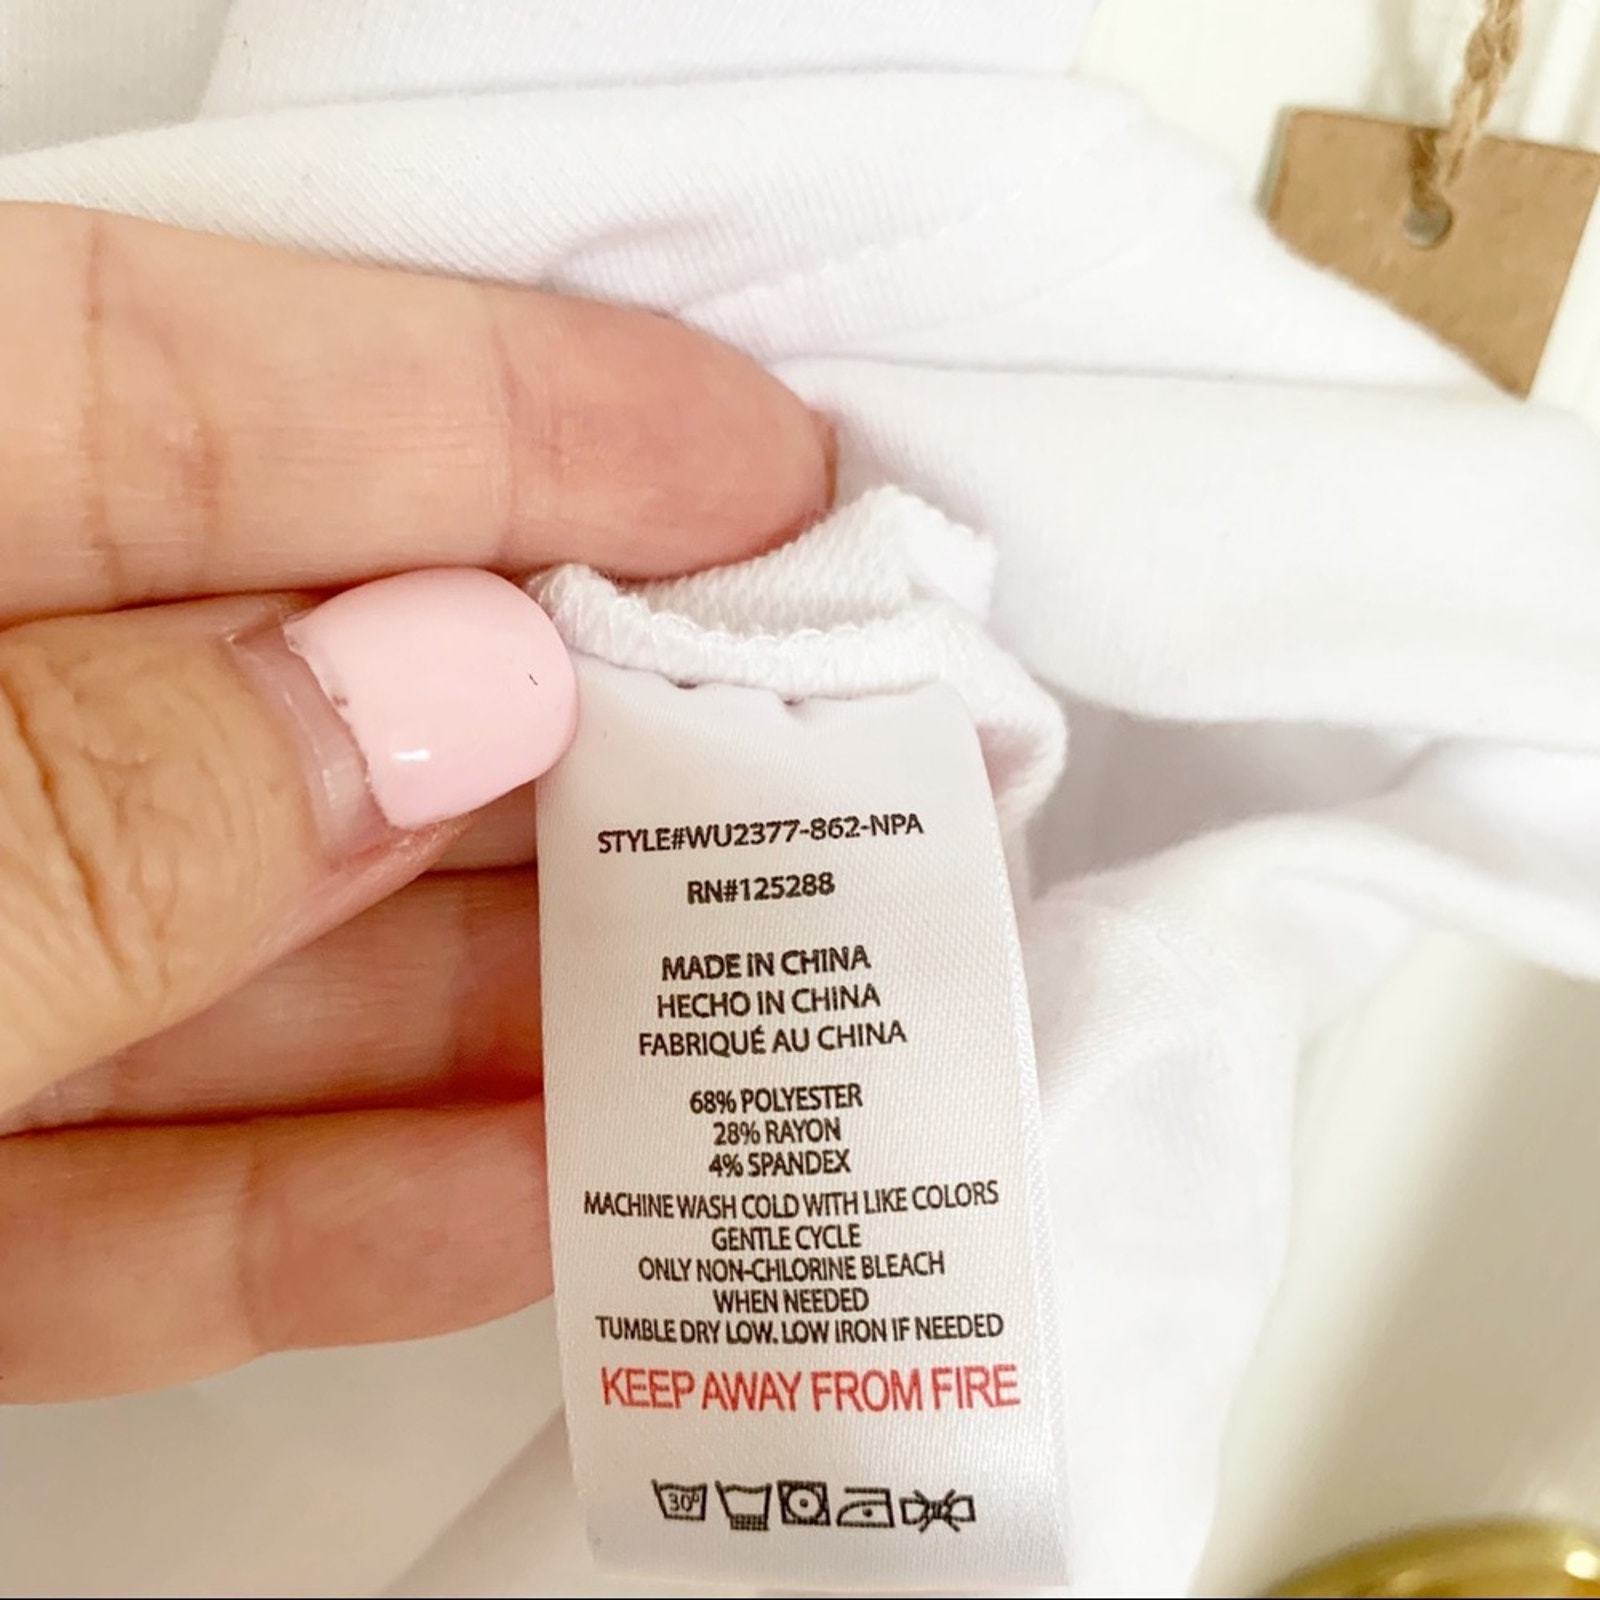 STYLE#WU2377-862-NPA
RN#125288
MADE IN CHINA
HECHO IN CHINA
FABRIQUÉ AU CHINA
68% POLYESTER
28% RAYON
4% SPANDEX
MACHINE WASH COLD WITH LIKE COLORS
GENTLE CYCLE
ONLY NON-CHLORINE BLEACH
WHEN NEEDED
TUMBLE DRY LOW. LOW IRON IF NEEDED
KEEP AWAY FROM FIRE
30°